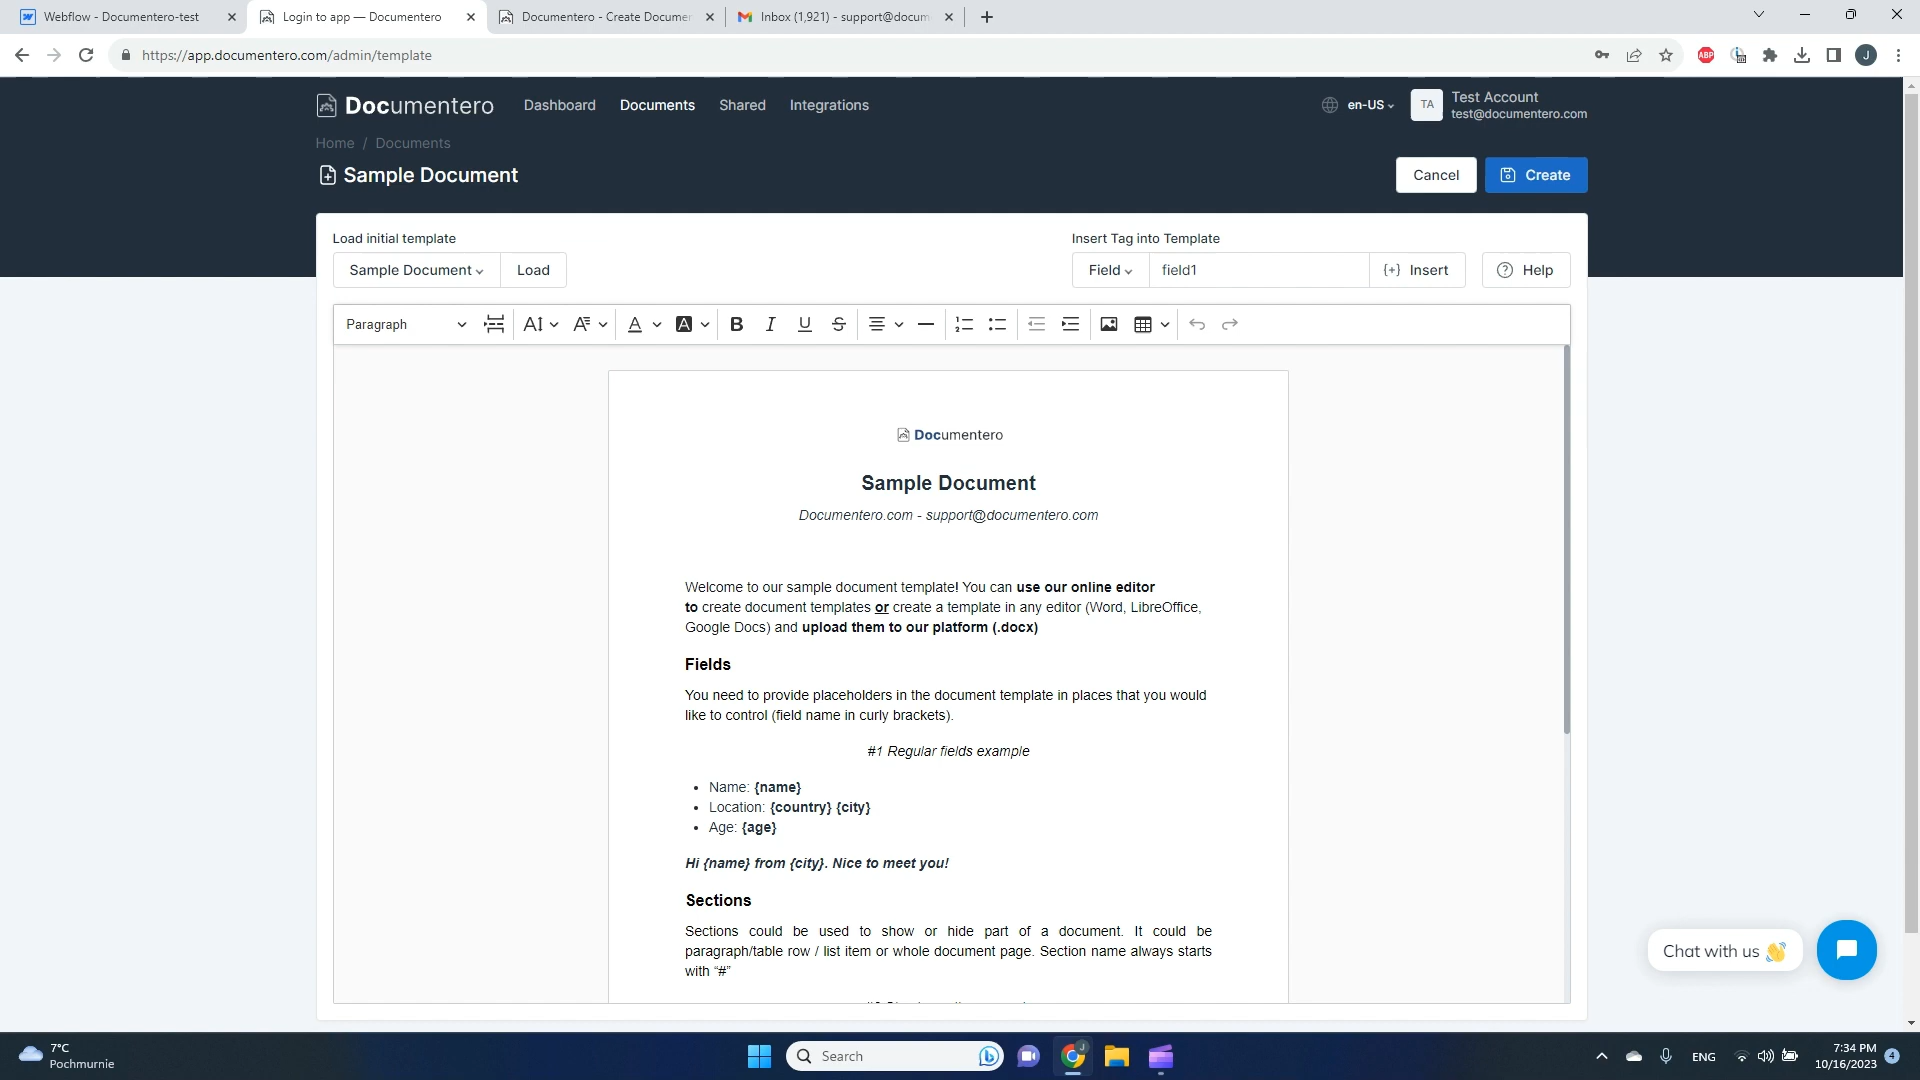 Webflow - Documentero-test
Login to app — Documentero
Documentero - Create Documen
Inbox (1,921) - support@docum
https://app.documentero.com/admin/template
ABP
J
Documentero
Dashboard
Documents
Shared
Integrations
en-US
TA
Test Account
test@documentero.com
Home / Documents
Sample Document
Cancel
Create
Load initial template
Insert Tag into Template
Sample Document
Load
Field
field1
{+} Insert
? Help
Paragraph
Documentero
Sample Document
Documentero.com - support@documentero.com
Welcome to our sample document template! You can use our online editor
to create document templates or create a template in any editor (Word, LibreOffice,
Google Docs) and upload them to our platform (.docx)
Fields
You need to provide placeholders in the document template in places that you would
like to control (field name in curly brackets).
#1 Regular fields example
• Name: {name}
• Location: {country} {city}
• Age: {age}
Hi {name} from {city}. Nice to meet you!
Sections
Sections could be used to show or hide part of a document. It could be
paragraph/table row / list item or whole document page. Section name always starts
with “#”
Chat with us 👋
7°C
Pochmurnie
Search
J
ENG
7:34 PM
10/16/2023
4